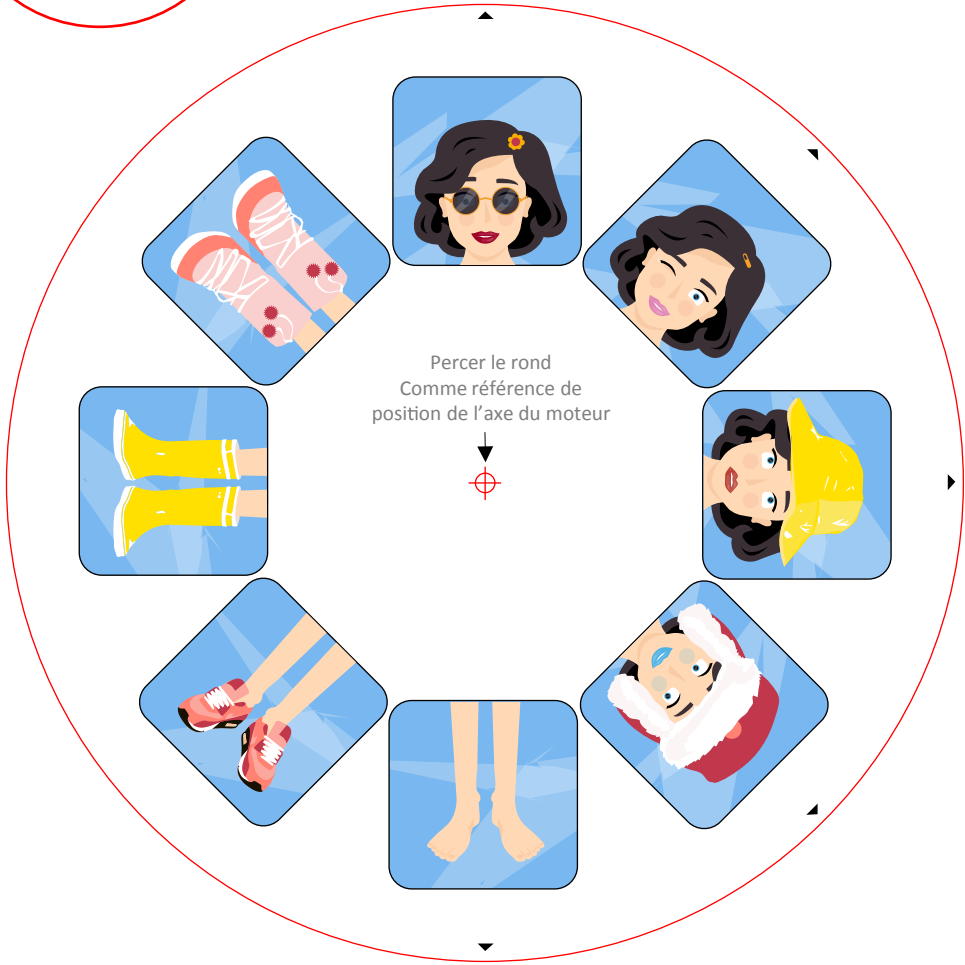 Percer le rond
Comme référence de
position de l’axe du moteur